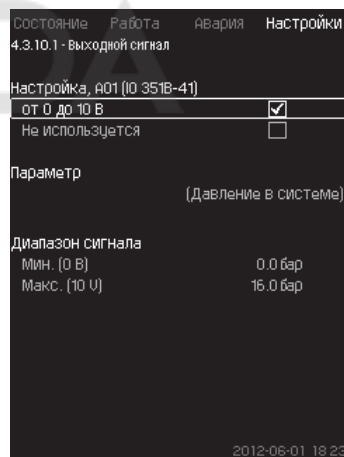 Состояние Работа Авария Настройки
4.3.10.1 - Выходной сигнал
Настройка, AO1 (IO 351B-41)
от 0 до 10 В
Не используется
Параметр
(Давление в системе)
Диапазон сигнала
Мин. (0 В) 0.0 бар
Макс. (10 V) 16.0 бар
2012-06-01 18:23